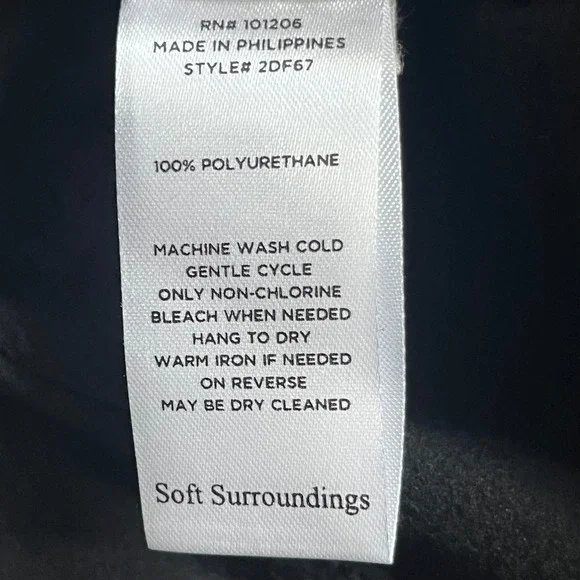 RN# 101206
MADE IN PHILIPPINES
STYLE# 2DF67
100% POLYURETHANE
MACHINE WASH COLD
GENTLE CYCLE
ONLY NON-CHLORINE
BLEACH WHEN NEEDED
HANG TO DRY
WARM IRON IF NEEDED
ON REVERSE
MAY BE DRY CLEANED
Soft Surroundings